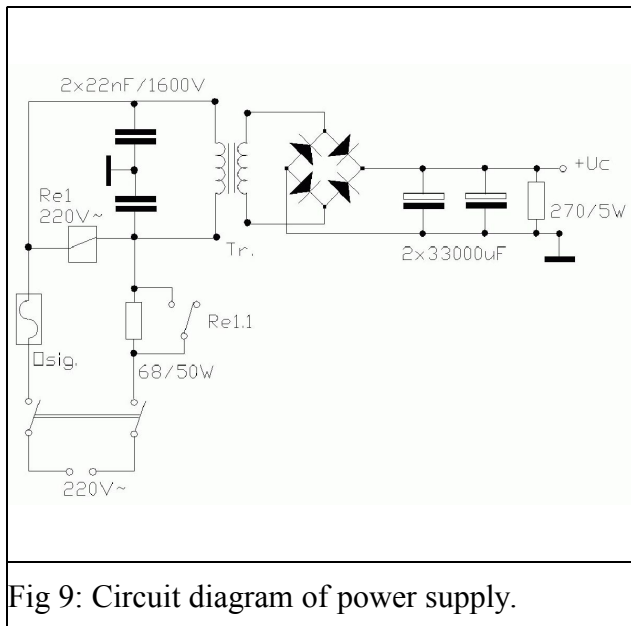 2x22nF/1600V
+Uc
Re1
220V~
270/5W
Tr.
2x33000uF
Re1.1
Osig.
68/50W
220V~
Fig 9: Circuit diagram of power supply.